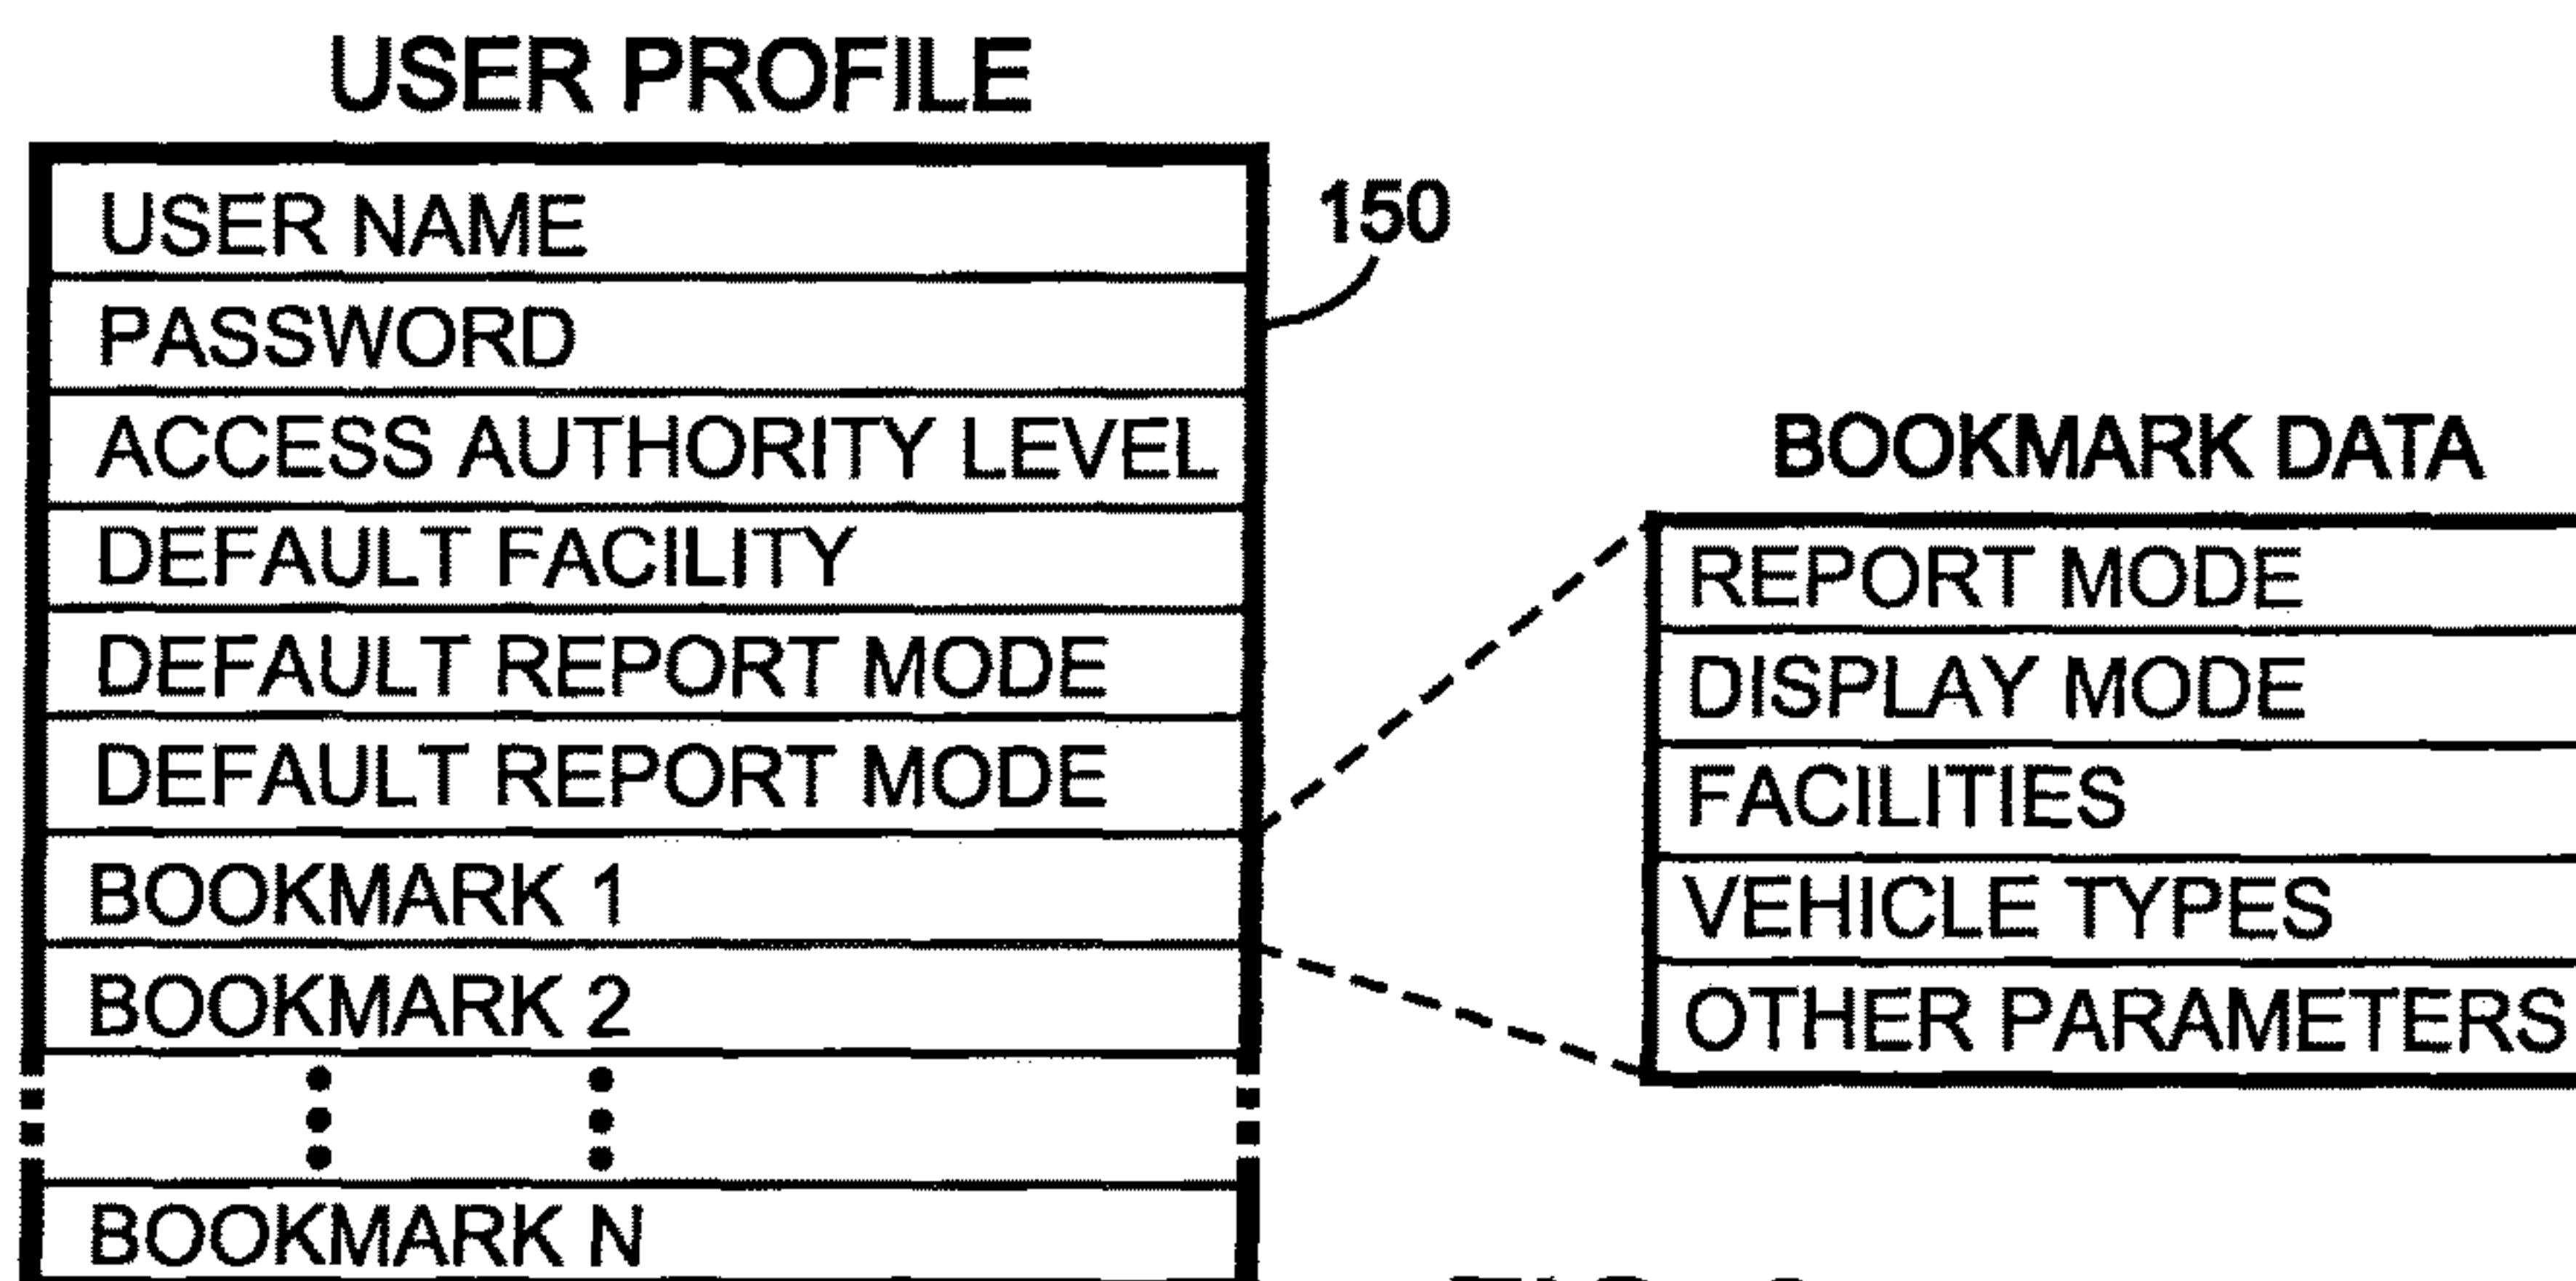 USER PROFILE
USER NAME
150
PASSWORD
ACCESS AUTHORITY LEVEL
DEFAULT FACILITY
DEFAULT REPORT MODE
DEFAULT REPORT MODE
BOOKMARK 1
BOOKMARK 2
BOOKMARK N
BOOKMARK DATA
REPORT MODE
DISPLAY MODE
FACILITIES
VEHICLE TYPES
OTHER PARAMETERS